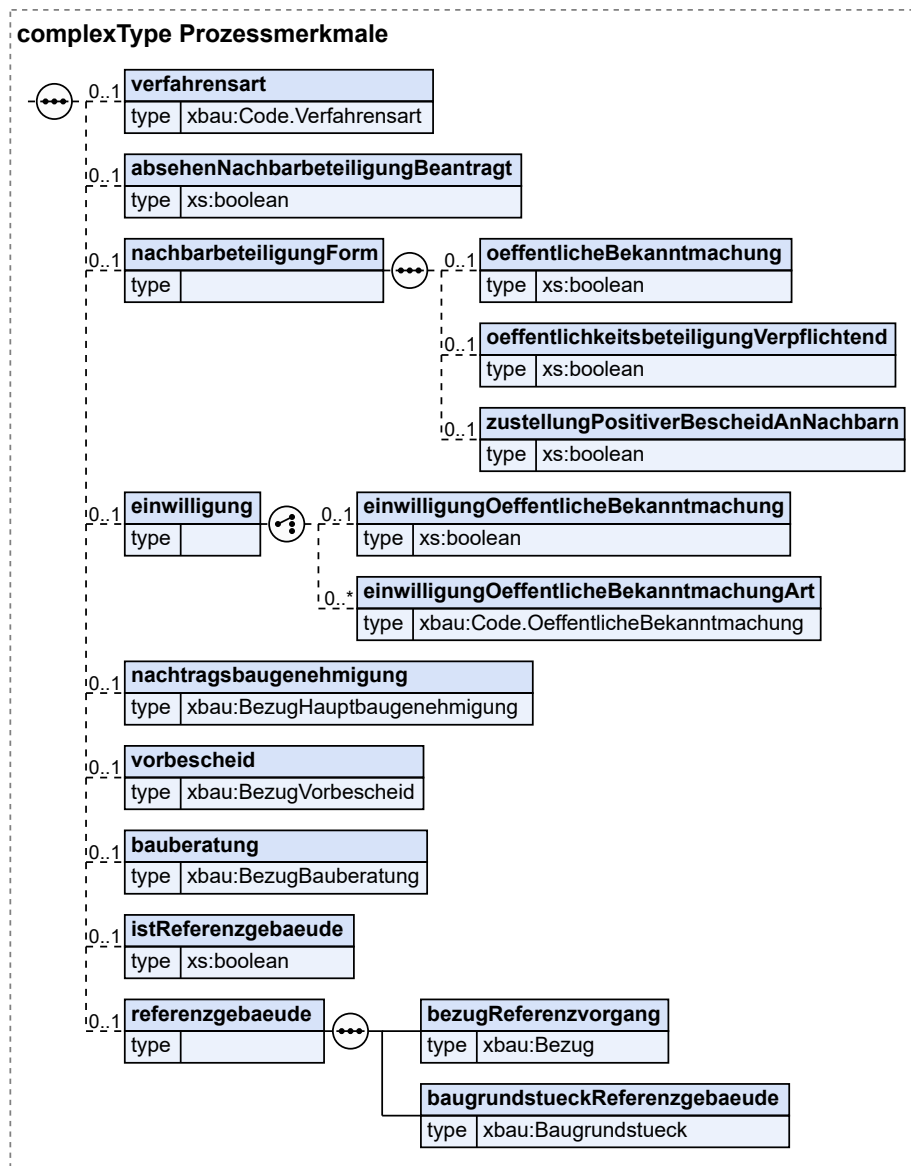 complexType Prozessmerkmale
0..1 verfahrensart
type xbau:Code.Verfahrensart
0..1 absehenNachbarbeteiligungBeantragt
type xs:boolean
0..1 nachbarbeteiligungForm
type
0..1 oeffentlicheBekanntmachung
type xs:boolean
0..1 oeffentlichkeitsbeteiligungVerpflichtend
type xs:boolean
0..1 zustellungPositiverBescheidAnNachbarn
type xs:boolean
0..1 einwilligung
type
0..1 einwilligungOeffentlicheBekanntmachung
type xs:boolean
0..* einwilligungOeffentlicheBekanntmachungArt
type xbau:Code.OeffentlicheBekanntmachung
0..1 nachtragsbaugenehmigung
type xbau:BezugHauptbaugenehmigung
0..1 vorbescheid
type xbau:BezugVorbescheid
0..1 bauberatung
type xbau:BezugBauberatung
0..1 istReferenzgebaeude
type xs:boolean
0..1 referenzgebaeude
type
bezugReferenzvorgang
type xbau:Bezug
baugrundstueckReferenzgebaeude
type xbau:Baugrundstueck